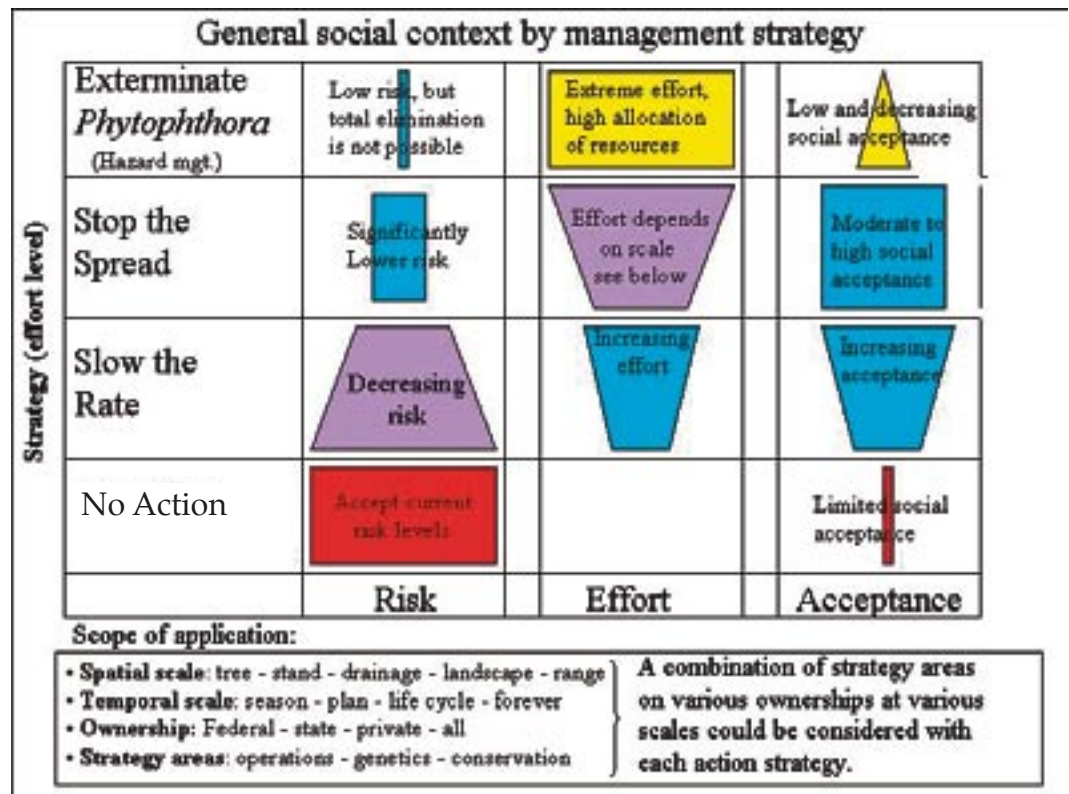 General social context by management strategy
Strategy (effort level)
Exterminate
Phytophthora
(Hazard mgt.)
Low risk, but
total elimination
is not possible
Extreme effort,
high allocation
of resources
Low and decreasing
social acceptance
Stop the
Spread
Significantly
Lower risk
Effort depends
on scale
see below
Moderate to
high social
acceptance
Slow the
Rate
Decreasing
risk
Increasing
effort
Increasing
acceptance
No Action
Accept current
risk levels
Limited social
acceptance
Risk
Effort
Acceptance
Scope of application:
• Spatial scale: tree - stand - drainage - landscape - range
• Temporal scale: season - plan - life cycle - forever
• Ownership: Federal - state - private - all
• Strategy areas: operations - genetics - conservation
A combination of strategy areas
on various ownerships at various
scales could be considered with
each action strategy.